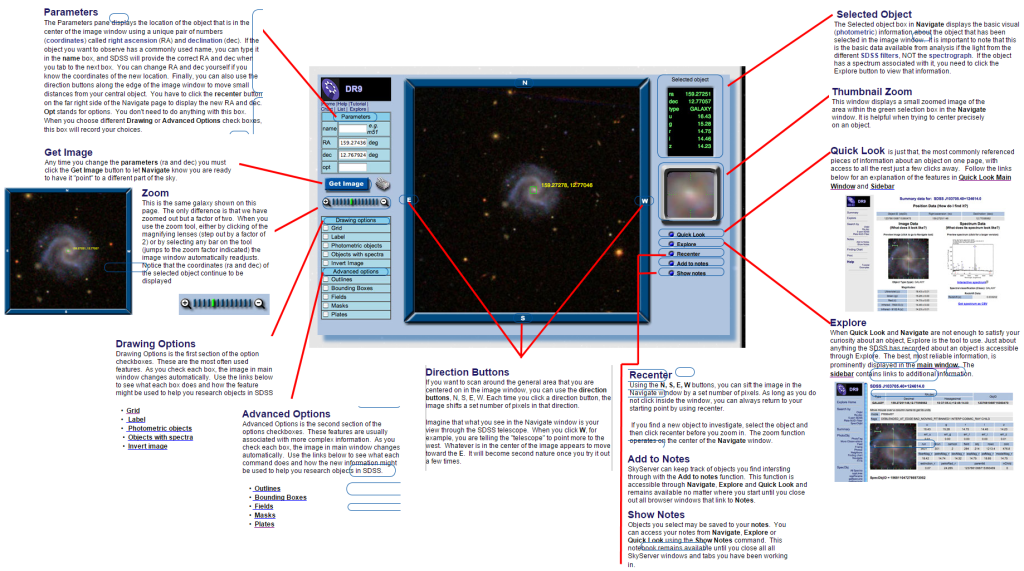 Parameters
The Parameters pane displays the location of the object that is in the
center of the image window using a unique pair of numbers
(coordinates) called right ascension (RA) and declination (dec). If the
object you want to observe has a commonly used name, you can type
it in the name box, and SDSS will provide the correct RA and dec when
you tab to the next box. You can change RA and dec yourself if you
know the coordinates of the new location. Finally, you can also use the
direction buttons along the edge of the image window to move small
distances from your central object. You have to click the recenter button
on the far right side of the Navigate page to display the new RA and dec.
Opt stands for options. You don't need to do anything with this box.
When you choose different Drawing or Advanced Options check boxes,
this box will record your choices.
Get Image
Any time you change the parameters (ra and dec) you must
click the Get Image button to let Navigate know you are ready
to have it "point" to a different part of the sky.
Zoom
This is the same galaxy shown on this
page. The only difference is that we have
zoomed out but a factor of two. When you
use the zoom tool, either by clicking of the
magnifying lenses (step out by a factor of
2) or by selecting any bar on the tool
(jumps to the zoom factor indicated) the
image window automatically readjusts.
Notice that the coordinates (ra and dec) of
the selected object continue to be
displayed
Drawing Options
Drawing Options is the first section of the option
checkboxes. These are the most often used
features. As you check each box, the image in main
window changes automatically. Use the links below
to see what each box does and how the feature
might be used to help you research objects in SDSS
• Grid
• Label
• Photometric objects
• Objects with spectra
• Invert image
Advanced Options
Advanced Options is the second section of the
options checkboxes. These features are usually
associated with more complex information. As you
check each box, the image in main window changes
automatically. Use the links below to see what each
command does and how the new information might
be used to help you research objects in SDSS.
• Outlines
• Bounding Boxes
• Fields
• Masks
• Plates
DR9
Home Help Tutorial
Chart List Explore
Parameters
name e.g. m51
RA 159.27436 deg
dec 12.767924 deg
opt
Get Image
Drawing options
Grid
Label
Photometric objects
Objects with spectra
Invert Image
Advanced options
Outlines
Bounding Boxes
Fields
Masks
Plates
N
E
W
S
159.27278, 12.77046
Selected object
ra 159.27251
dec 12.77057
type GALAXY
u 16.43
g 15.28
r 14.75
i 14.48
z 14.23
Quick Look
Explore
Recenter
Add to notes
Show notes
Direction Buttons
If you want to scan around the general area that you are
centered on in the image window, you can use the direction
buttons, N, S, E, W. Each time you click a direction button, the
image shifts a set number of pixels in that direction.
Imagine that what you see in the Navigate window is your
view through the SDSS telescope. When you click W, for
example, you are telling the "telescope" to point more to the
west. Whatever is in the center of the image appears to move
toward the E. It will become second nature once you try it out
a few times.
Recenter
Using the N, S, E, W buttons, you can sift the image in the
Navigate window by a set number of pixels. As long as you do
not click inside the window, you can always return to your
starting point by using recenter.
If you find a new object to investigate, select the object and
then click recenter before you zoom in. The zoom function
operates on the center of the Navigate window.
Add to Notes
SkyServer can keep track of objects you find intersting
through with the Add to notes function. This function is
accessible through Navigate, Explore and Quick Look and
remains available no matter where you start until you close
out all browser windows that link to Notes.
Show Notes
Objects you select may be saved to your notes. You
can access your notes from Navigate, Explore or
Quick Look using the Show Notes command. This
notebook remains available until you close all all
SkyServer windows and tabs you have been working
in.
Selected Object
The Selected object box in Navigate displays the basic visual
(photometric) information about the object that has been
selected in the image window. It is important to note that this
is the basic data available from analysis if the light from the
different SDSS filters, NOT the spectrograph. If the object
has a spectrum associated with it, you need to click the
Explore button to view that information.
Thumbnail Zoom
This window displays a small zoomed image of the
area within the green selection box in the Navigate
window. It is helpful when trying to center precisely
on an object.
Quick Look is just that, the most commonly referenced
pieces of information about an object on one page, with
access to all the rest just a few clicks away. Follow the links
below for an explanation of the features in Quick Look Main
Window and Sidebar
Summary data for: SDSS J103705.40+124614.0
Position Data (How do I find it?)
Image Data
(What does it look like?)
Spectrum Data
(What does its spectrum look like?)
Explore
When Quick Look and Navigate are not enough to satisfy your
curiosity about an object, Explore is the tool to use. Just about
anything the SDSS has recorded about an object is accessible
through Explore. The best, most reliable information, is
prominently displayed in the main window. The
sidebar contains links to additional information.
DR9
SDSS J103705.40+124614.0